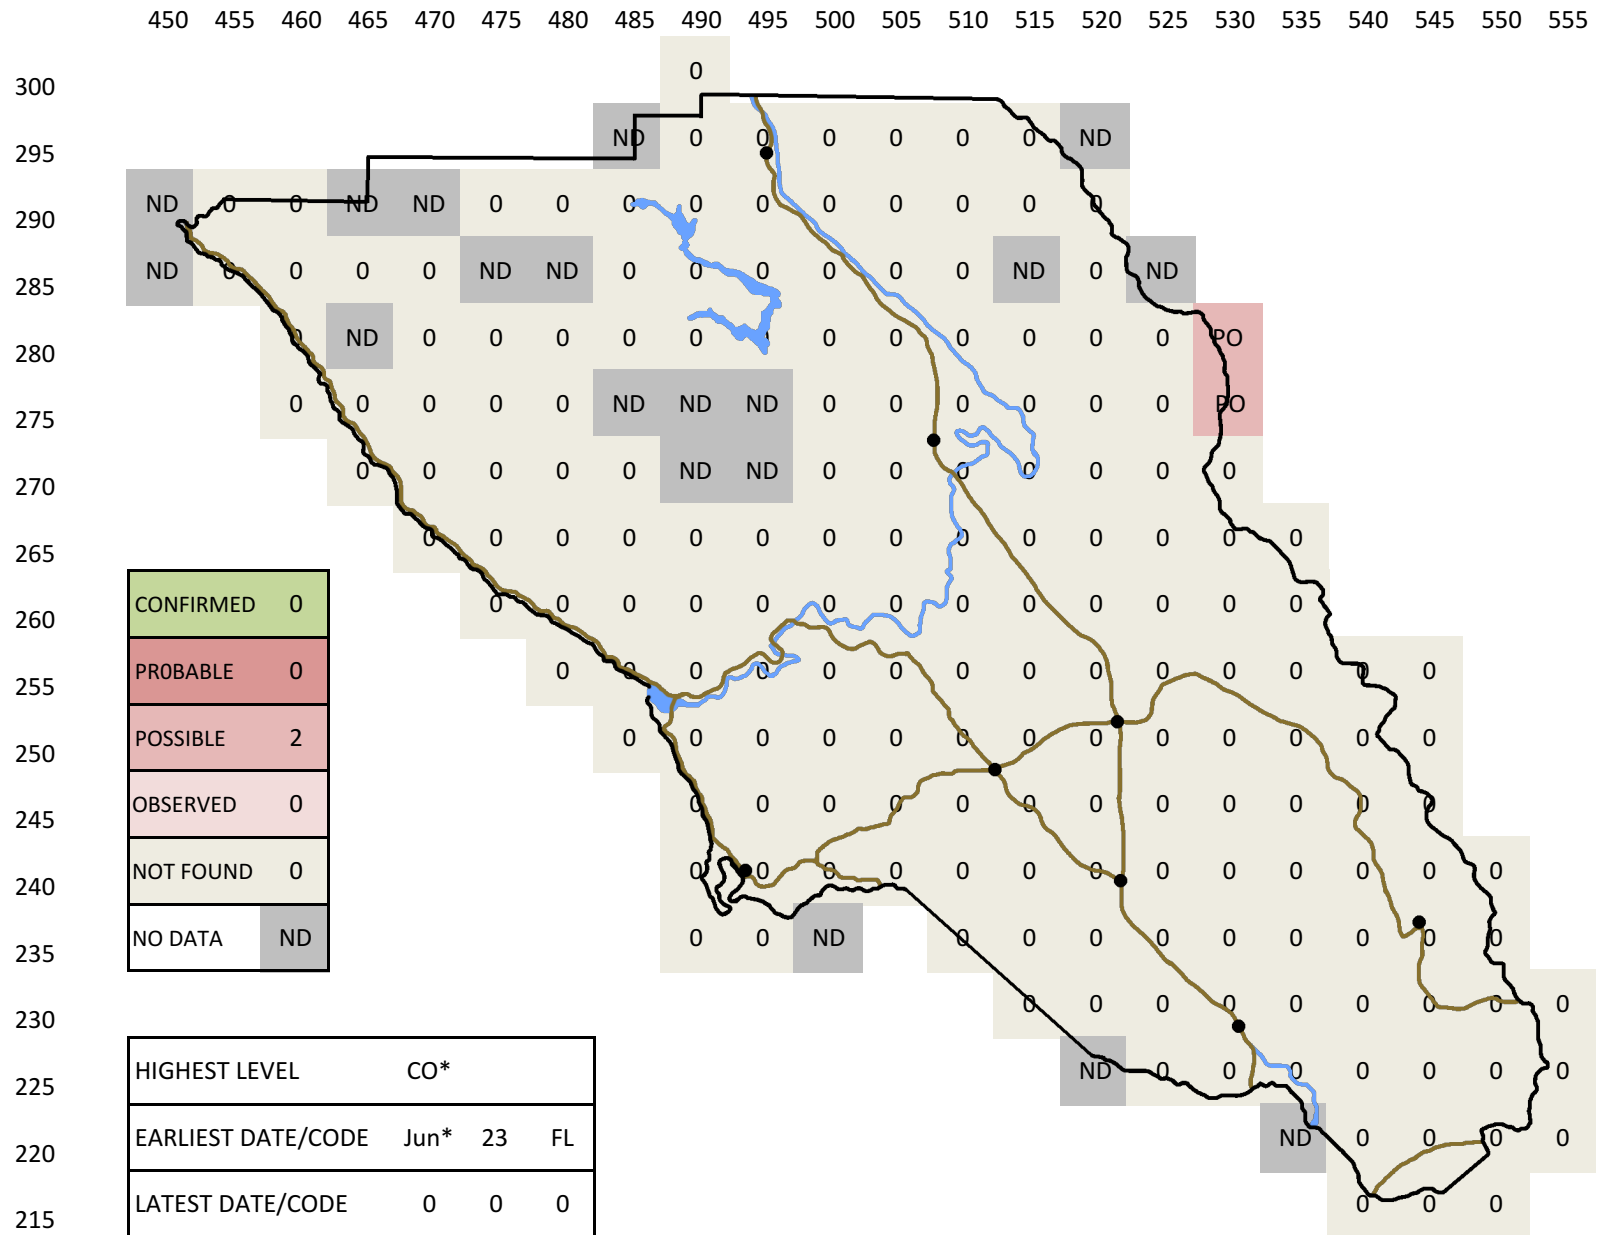 450 455 460 465 470 475 480 485 490 495 500 505 510 515 520 525 530 535 540 545 550 555
300 0
295 ND 0 0 0 0 0 0 ND
290 ND 0 0 ND ND 0 0 0 0 0 0 0 0 0 0
285 ND 0 0 0 0 ND ND 0 0 0 0 0 0 ND 0 ND
280 0 ND 0 0 0 0 0 0 0 0 0 0 0 0 PO
275 0 0 0 0 0 ND ND ND 0 0 0 0 0 0 PO
270 0 0 0 0 0 ND ND 0 0 0 0 0 0 0
265 0 0 0 0 0 0 0 0 0 0 0 0 0 0
260 0 0 0 0 0 0 0 0 0 0 0 0 0
255 0 0 0 0 0 0 0 0 0 0 0 0 0 0
250 0 0 0 0 0 0 0 0 0 0 0 0 0
245 0 0 0 0 0 0 0 0 0 0 0 0
240 0 0 0 0 0 0 0 0 0 0 0 0 0
235 0 0 ND 0 0 0 0 0 0 0 0 0
230 0 0 0 0 0 0 0 0 0
225 ND 0 0 0 0 0 0 0
220 ND 0 0 0 0
215 0 0 0
CONFIRMED 0
PR0BABLE 0
POSSIBLE 2
OBSERVED 0
NOT FOUND 0
NO DATA ND
HIGHEST LEVEL CO*
EARLIEST DATE/CODE Jun* 23 FL
LATEST DATE/CODE 0 0 0